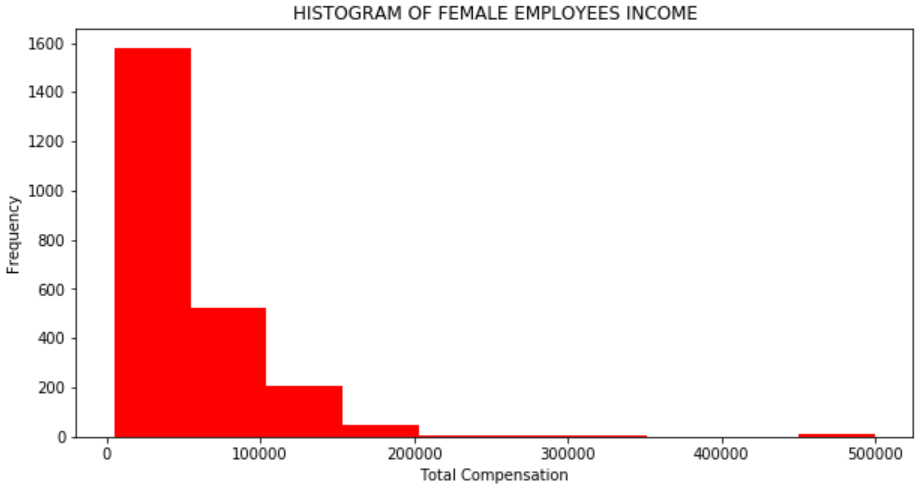 HISTOGRAM OF FEMALE EMPLOYEES INCOME
1600
1400
1200
1000
800
600
400
200
0
Frequency
0 100000 200000 300000 400000 500000
Total Compensation